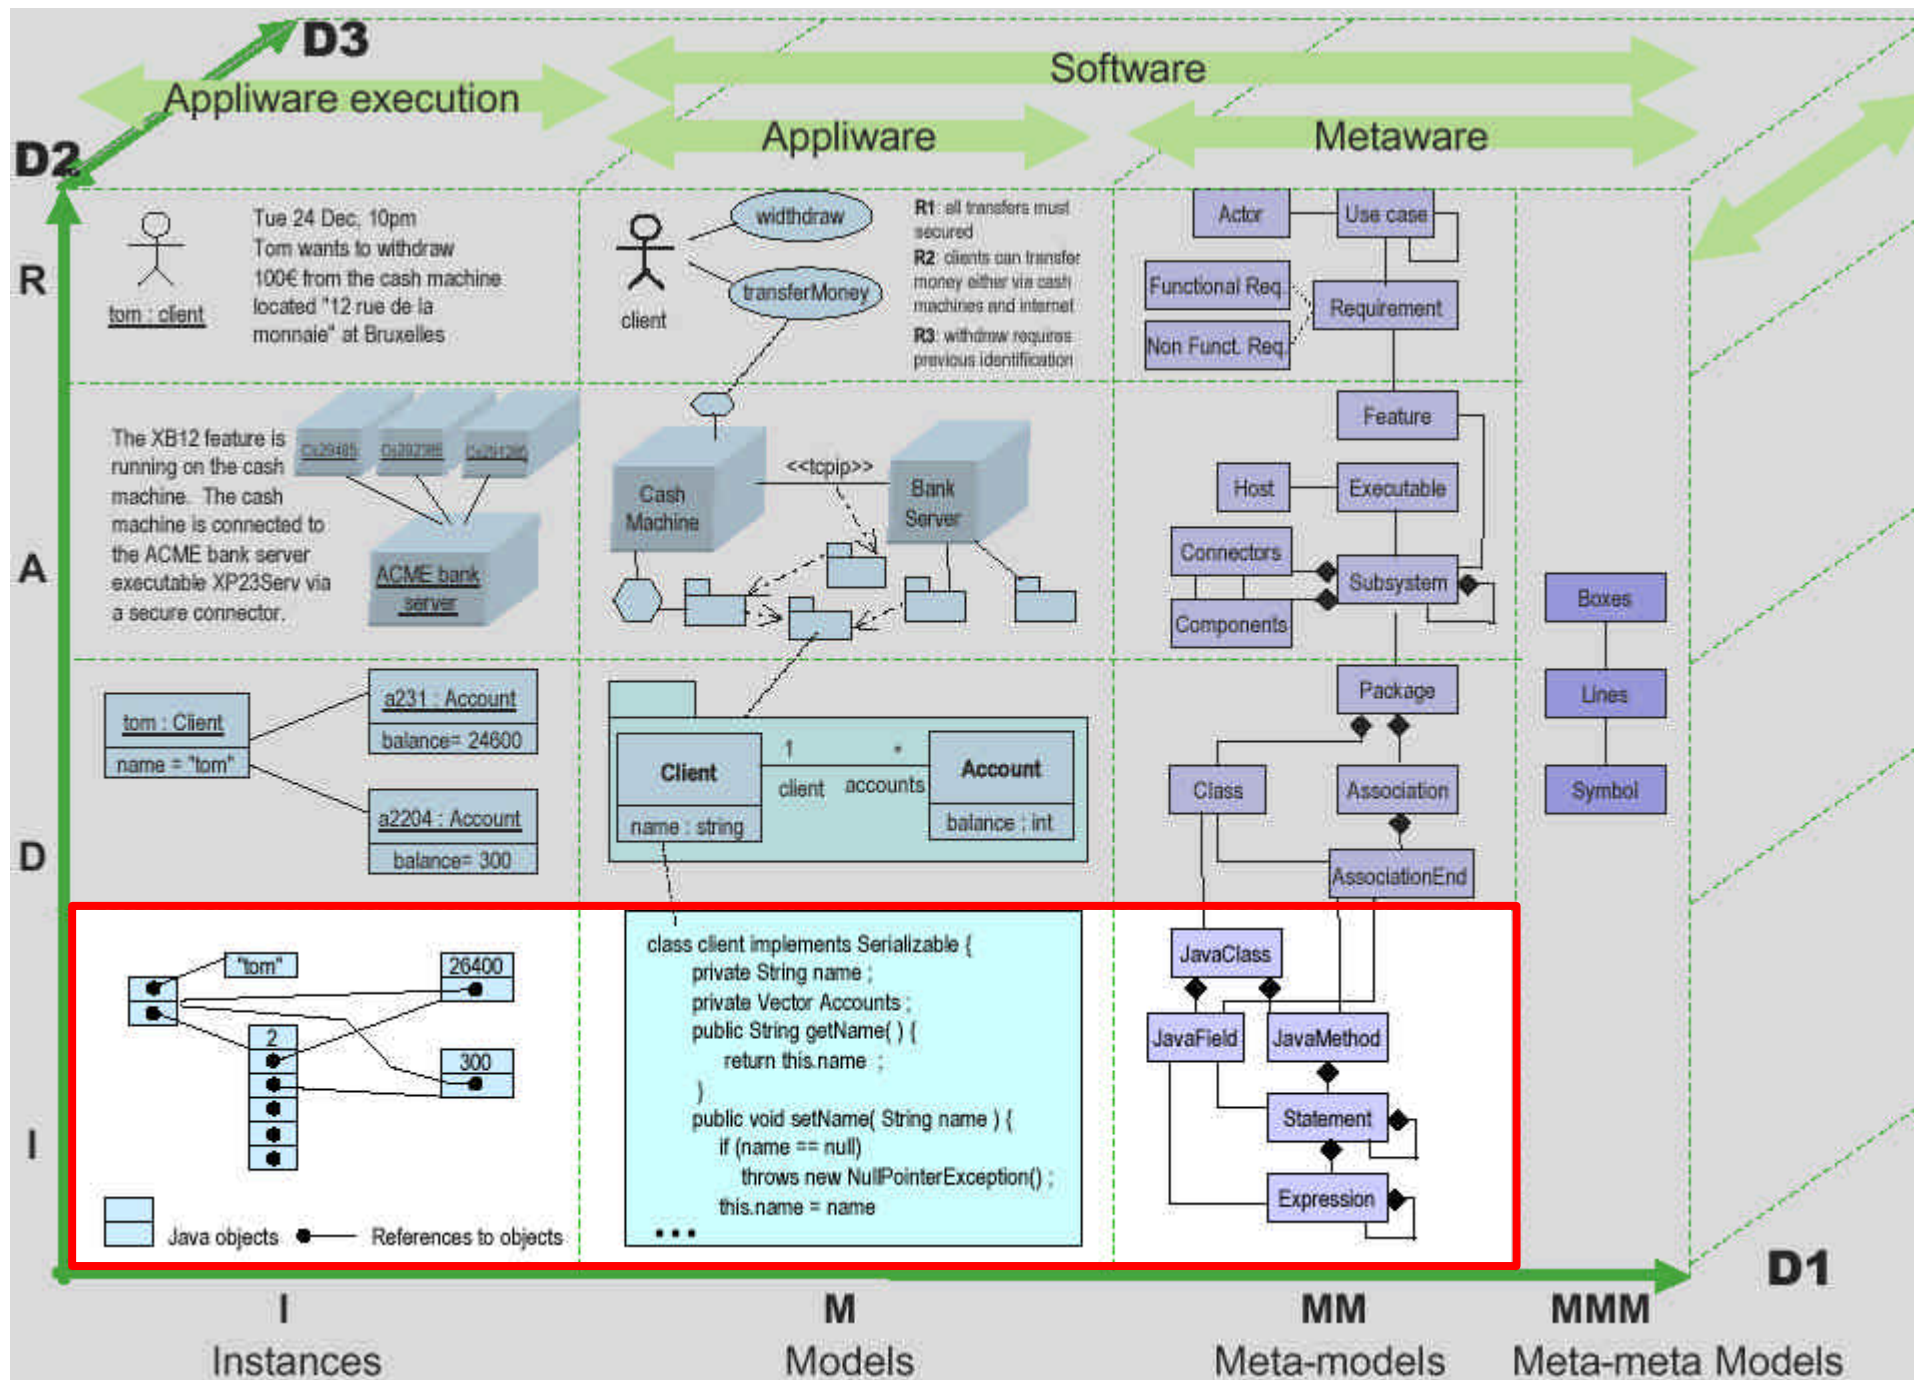 D3
Software
Appliware execution
Appliware
Metaware
D2
R
tom : client
Tue 24 Dec, 10pm
Tom wants to withdraw
100€ from the cash machine
located "12 rue de la
monnaie" at Bruxelles
client
widthdraw
transferMoney
R1: all transfers must
secured
R2: clients can transfer
money either via cash
machines and internet
R3: withdraw requires
previous identifiication
Actor
Use case
Functional Req.
Requirement
Non Funct. Req.
A
The XB12 feature is
running on the cash
machine. The cash
machine is connected to
the ACME bank server
executable XP23Serv via
a secure connector.
ACME bank
server
Cash
Machine
<<tcpip>>
Bank
Server
Feature
Host
Executable
Connectors
Subsystem
Components
Boxes
Lines
Symbol
D
tom : Client
name = "tom"
a231 : Account
balance= 24600
a2204 : Account
balance= 300
Client
name : string
1
*
client
accounts
Account
balance : int
Package
Class
Association
AssociationEnd
I
"tom"
26400
2
300
Java objects
References to objects
class client implements Serializable {
private String name ;
private Vector Accounts ;
public String getName( ) {
return this.name ;
}
public void setName( String name ) {
if (name == null)
throws new NullPointerException() ;
this.name = name
...
JavaClass
JavaField
JavaMethod
Statement
Expression
D1
I
M
MM
MMM
Instances
Models
Meta-models
Meta-meta Models